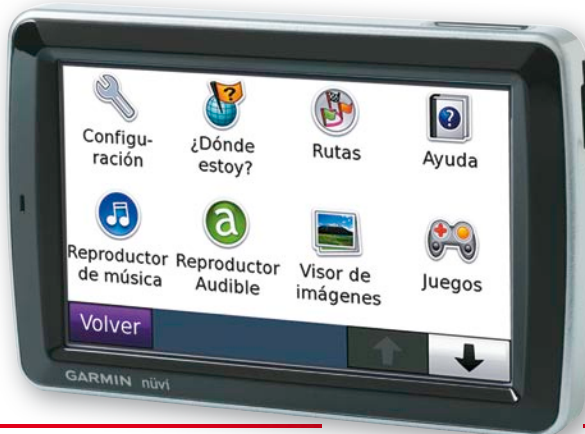 Configu-
ración
¿Dónde
estoy?
Rutas
Ayuda
Reproductor
de música
Reproductor
Audible
Visor de
imágenes
Juegos
Volver
GARMIN nüvi